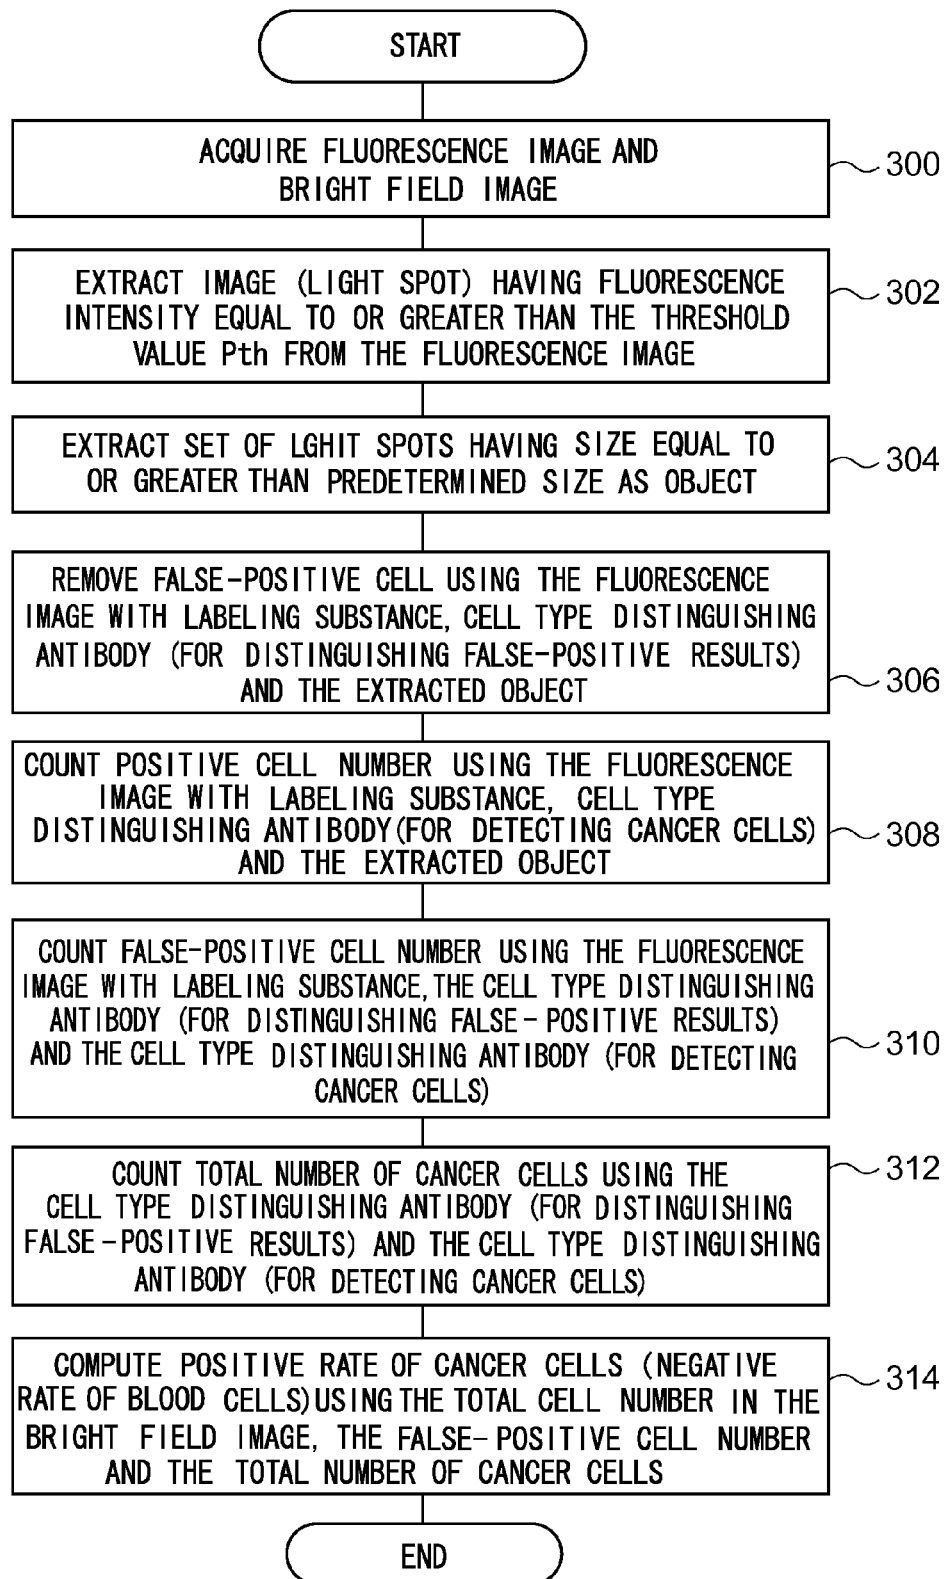 START
ACQUIRE FLUORESCENCE IMAGE AND
BRIGHT FIELD IMAGE
300
EXTRACT IMAGE (LIGHT SPOT) HAVING FLUORESCENCE
INTENSITY EQUAL TO OR GREATER THAN THE THRESHOLD
VALUE Pth FROM THE FLUORESCENCE IMAGE
302
EXTRACT SET OF LGHIT SPOTS HAVING SIZE EQUAL TO
OR GREATER THAN PREDETERMINED SIZE AS OBJECT
304
REMOVE FALSE-POSITIVE CELL USING THE FLUORESCENCE
IMAGE WITH LABELING SUBSTANCE, CELL TYPE DISTINGUISHING
ANTIBODY (FOR DISTINGUISHING FALSE-POSITIVE RESULTS)
AND THE EXTRACTED OBJECT
306
COUNT POSITIVE CELL NUMBER USING THE FLUORESCENCE
IMAGE WITH LABELING SUBSTANCE, CELL TYPE
DISTINGUISHING ANTIBODY(FOR DETECTING CANCER CELLS)
AND THE EXTRACTED OBJECT
308
COUNT FALSE-POSITIVE CELL NUMBER USING THE FLUORESCENCE
IMAGE WITH LABELING SUBSTANCE, THE CELL TYPE DISTINGUISHING
ANTIBODY (FOR DISTINGUISHING FALSE-POSITIVE RESULTS)
AND THE CELL TYPE DISTINGUISHING ANTIBODY (FOR DETECTING
CANCER CELLS)
310
COUNT TOTAL NUMBER OF CANCER CELLS USING THE
CELL TYPE DISTINGUISHING ANTIBODY (FOR DISTINGUISHING
FALSE-POSITIVE RESULTS) AND THE CELL TYPE DISTINGUISHING
ANTIBODY (FOR DETECTING CANCER CELLS)
312
COMPUTE POSITIVE RATE OF CANCER CELLS (NEGATIVE
RATE OF BLOOD CELLS)USING THE TOTAL CELL NUMBER IN THE
BRIGHT FIELD IMAGE, THE FALSE-POSITIVE CELL NUMBER
AND THE TOTAL NUMBER OF CANCER CELLS
314
END